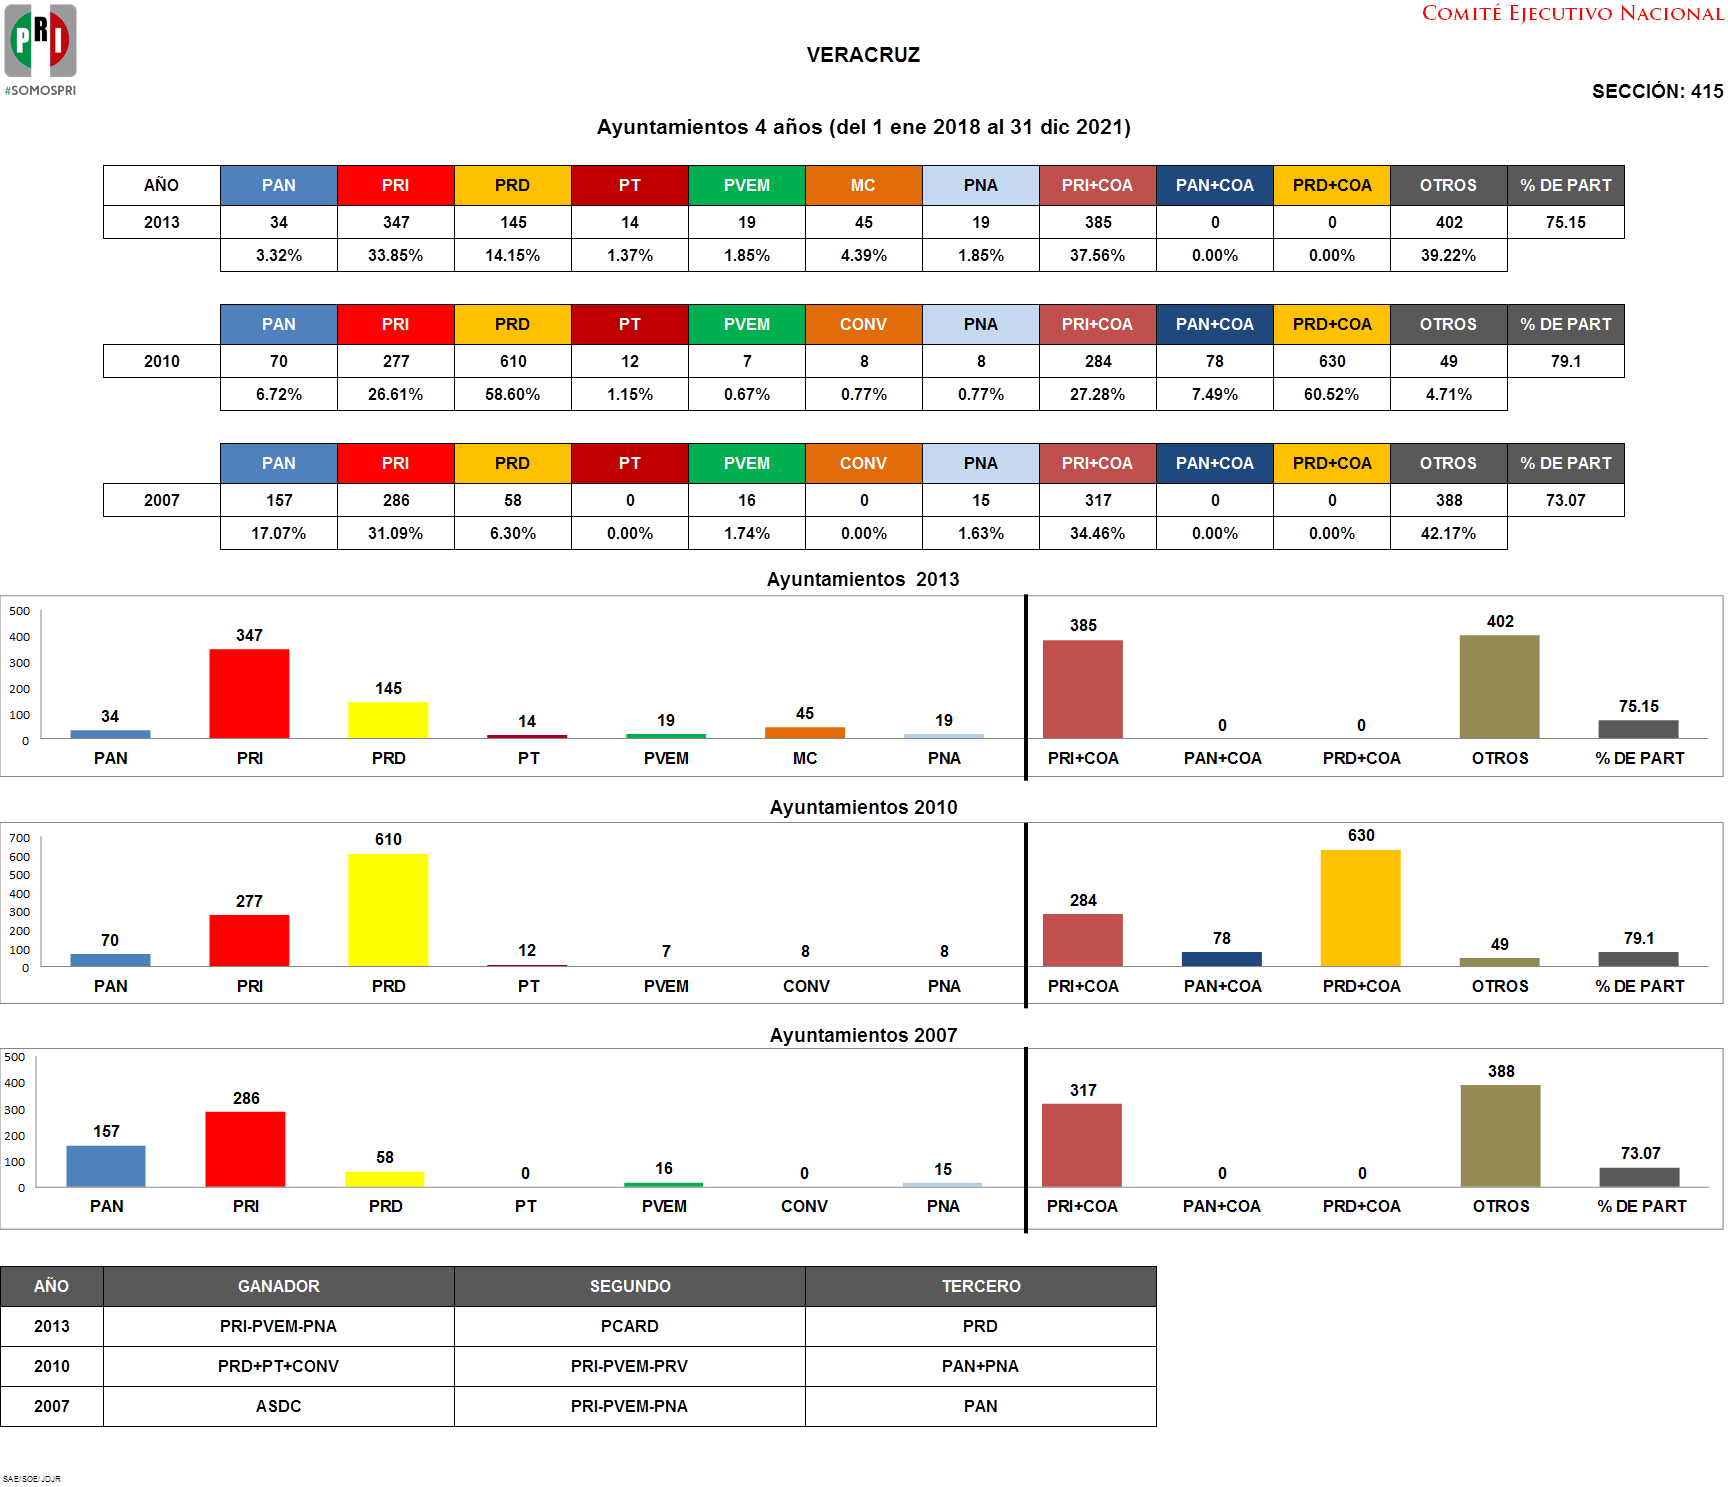 PRI
#SOMOSPRI
COMITÉ EJECUTIVO NACIONAL
VERACRUZ
SECCIÓN: 415
Ayuntamientos 4 años (del 1 ene 2018 al 31 dic 2021)
AÑO PAN PRI PRD PT PVEM MC PNA PRI+COA PAN+COA PRD+COA OTROS % DE PART
2013 34 347 145 14 19 45 19 385 0 0 402 75.15
3.32% 33.85% 14.15% 1.37% 1.85% 4.39% 1.85% 37.56% 0.00% 0.00% 39.22%
PAN PRI PRD PT PVEM CONV PNA PRI+COA PAN+COA PRD+COA OTROS % DE PART
2010 70 277 610 12 7 8 8 284 78 630 49 79.1
6.72% 26.61% 58.60% 1.15% 0.67% 0.77% 0.77% 27.28% 7.49% 60.52% 4.71%
PAN PRI PRD PT PVEM CONV PNA PRI+COA PAN+COA PRD+COA OTROS % DE PART
2007 157 286 58 0 16 0 15 317 0 0 388 73.07
17.07% 31.09% 6.30% 0.00% 1.74% 0.00% 1.63% 34.46% 0.00% 0.00% 42.17%
Ayuntamientos 2013
500
400
300
200
100
0
34 347 145 14 19 45 19 385 0 0 402 75.15
PAN PRI PRD PT PVEM MC PNA PRI+COA PAN+COA PRD+COA OTROS % DE PART
Ayuntamientos 2010
700
600
500
400
300
200
100
0
70 277 610 12 7 8 8 284 78 630 49 79.1
PAN PRI PRD PT PVEM CONV PNA PRI+COA PAN+COA PRD+COA OTROS % DE PART
Ayuntamientos 2007
500
400
300
200
100
0
157 286 58 0 16 0 15 317 0 0 388 73.07
PAN PRI PRD PT PVEM CONV PNA PRI+COA PAN+COA PRD+COA OTROS % DE PART
AÑO GANADOR SEGUNDO TERCERO
2013 PRI-PVEM-PNA PCARD PRD
2010 PRD+PT+CONV PRI-PVEM-PRV PAN+PNA
2007 ASDC PRI-PVEM-PNA PAN
SAE/SOE/JDJR